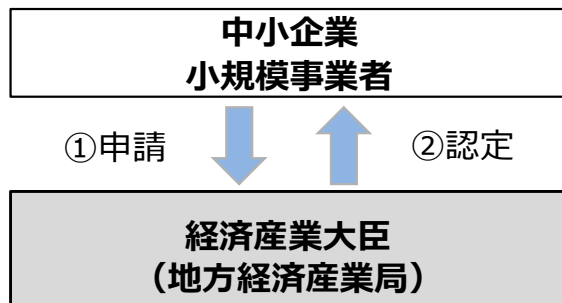 中小企業
小規模事業者
①申請
②認定
経済産業大臣
（地方経済産業局）